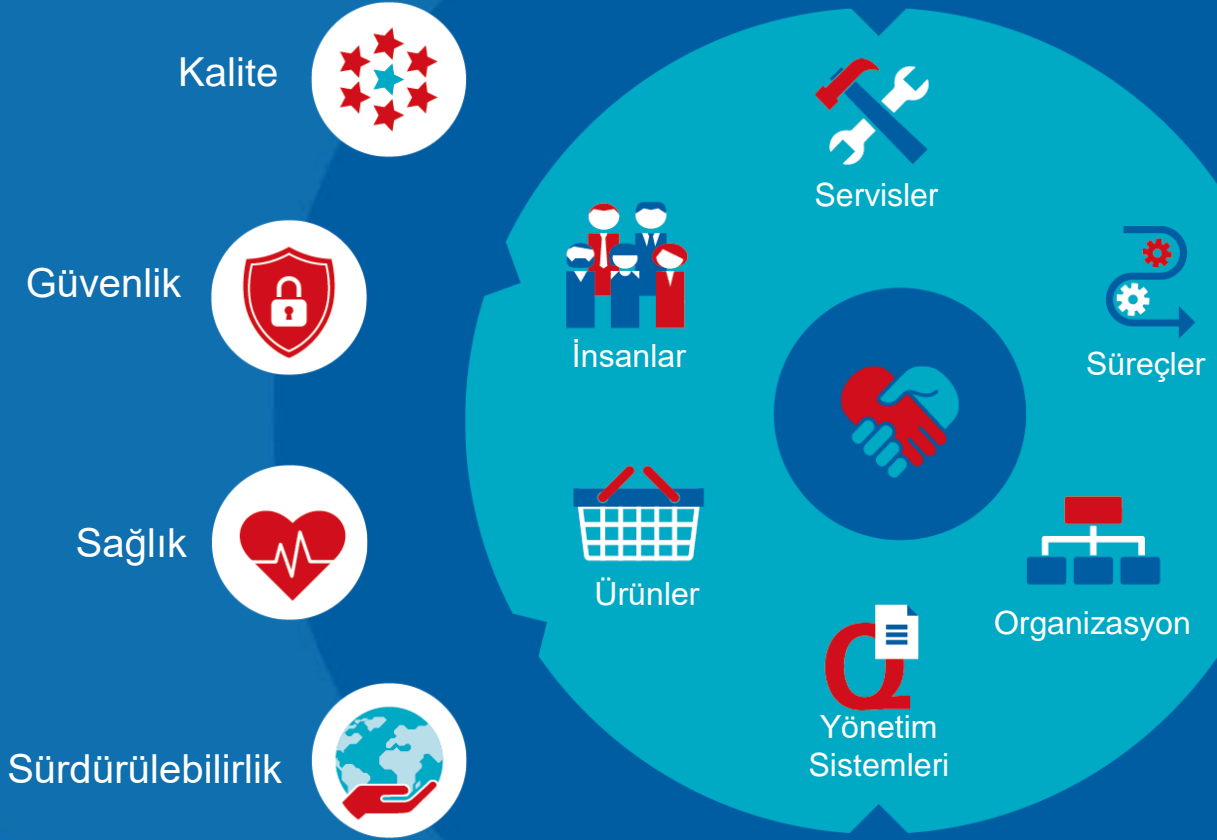 Kalite
Güvenlik
Sağlık
Sürdürülebilirlik
Servisler
İnsanlar
Süreçler
Ürünler
Organizasyon
Yönetim
Sistemleri